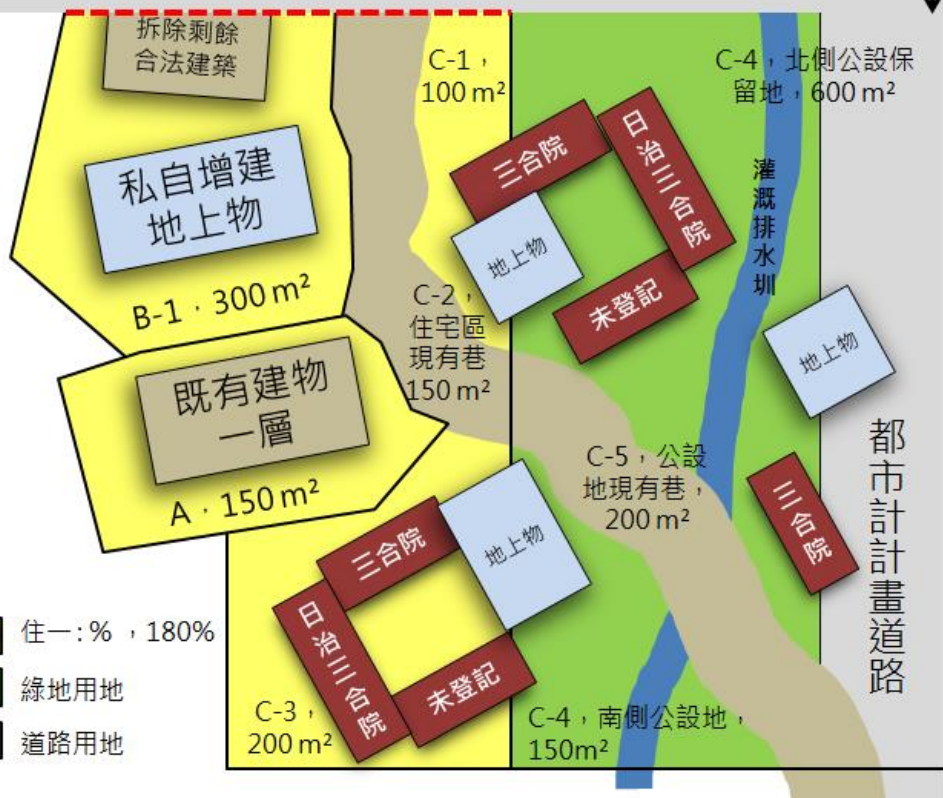 拆除剩餘
合法建築
C-1，
100 m²
C-4，北側公設保
留地，600 m²
私自增建
地上物
三合院
日治三合院
灌溉排水圳
地上物
B-1．300 m²
C-2，
住宅區
現有巷
150 m²
未登記
地上物
既有建物
一層
A．150 m²
C-5，公設
地現有巷，
200 m²
都市計計畫道路
三合院
三合院
地上物
日治三合院
未登記
住一:%，180%
綠地用地
道路用地
C-3，
200 m²
C-4，南側公設地，
150m²